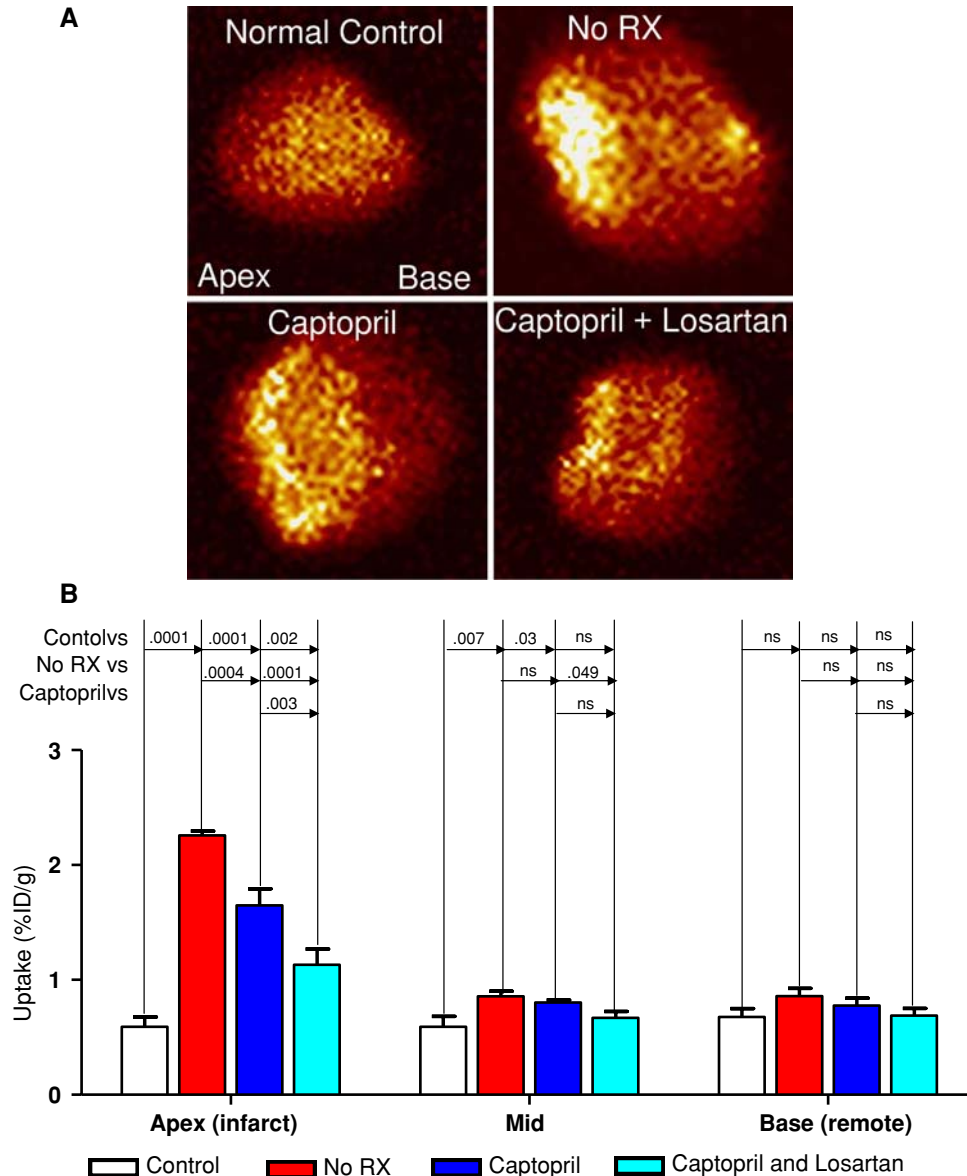 A
Normal Control
No RX
Apex
Base
Captopril
Captopril + Losartan
B
Contolvs
.0001
.0001
.002
.007
.03
ns
ns
ns
ns
No RX vs
.0004
.0001
ns
.049
ns
ns
Captoprilvs
.003
ns
ns
3
2
1
0
Uptake (%ID/g)
Apex (infarct)
Mid
Base (remote)
Control
No RX
Captopril
Captopril and Losartan